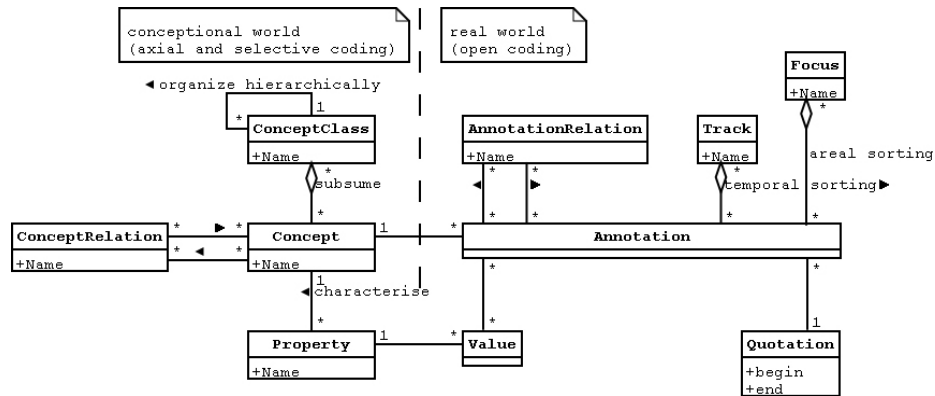 conceptional world
(axial and selective coding)
real world
(open coding)
Focus
+Name
*
◄ organize hierarchically
1
*
ConceptClass
+Name
*
subsume
*
AnnotationRelation
+Name
* *
◄ ►
* *
Track
+Name
*
temporal sorting►
*
areal sorting
*
ConceptRelation
+Name
* ► *
* ◄ *
Concept
+Name
1 *
Annotation
1
◄characterise
*
*
*
*
1
Property
+Name
1 *
Value
Quotation
+begin
+end